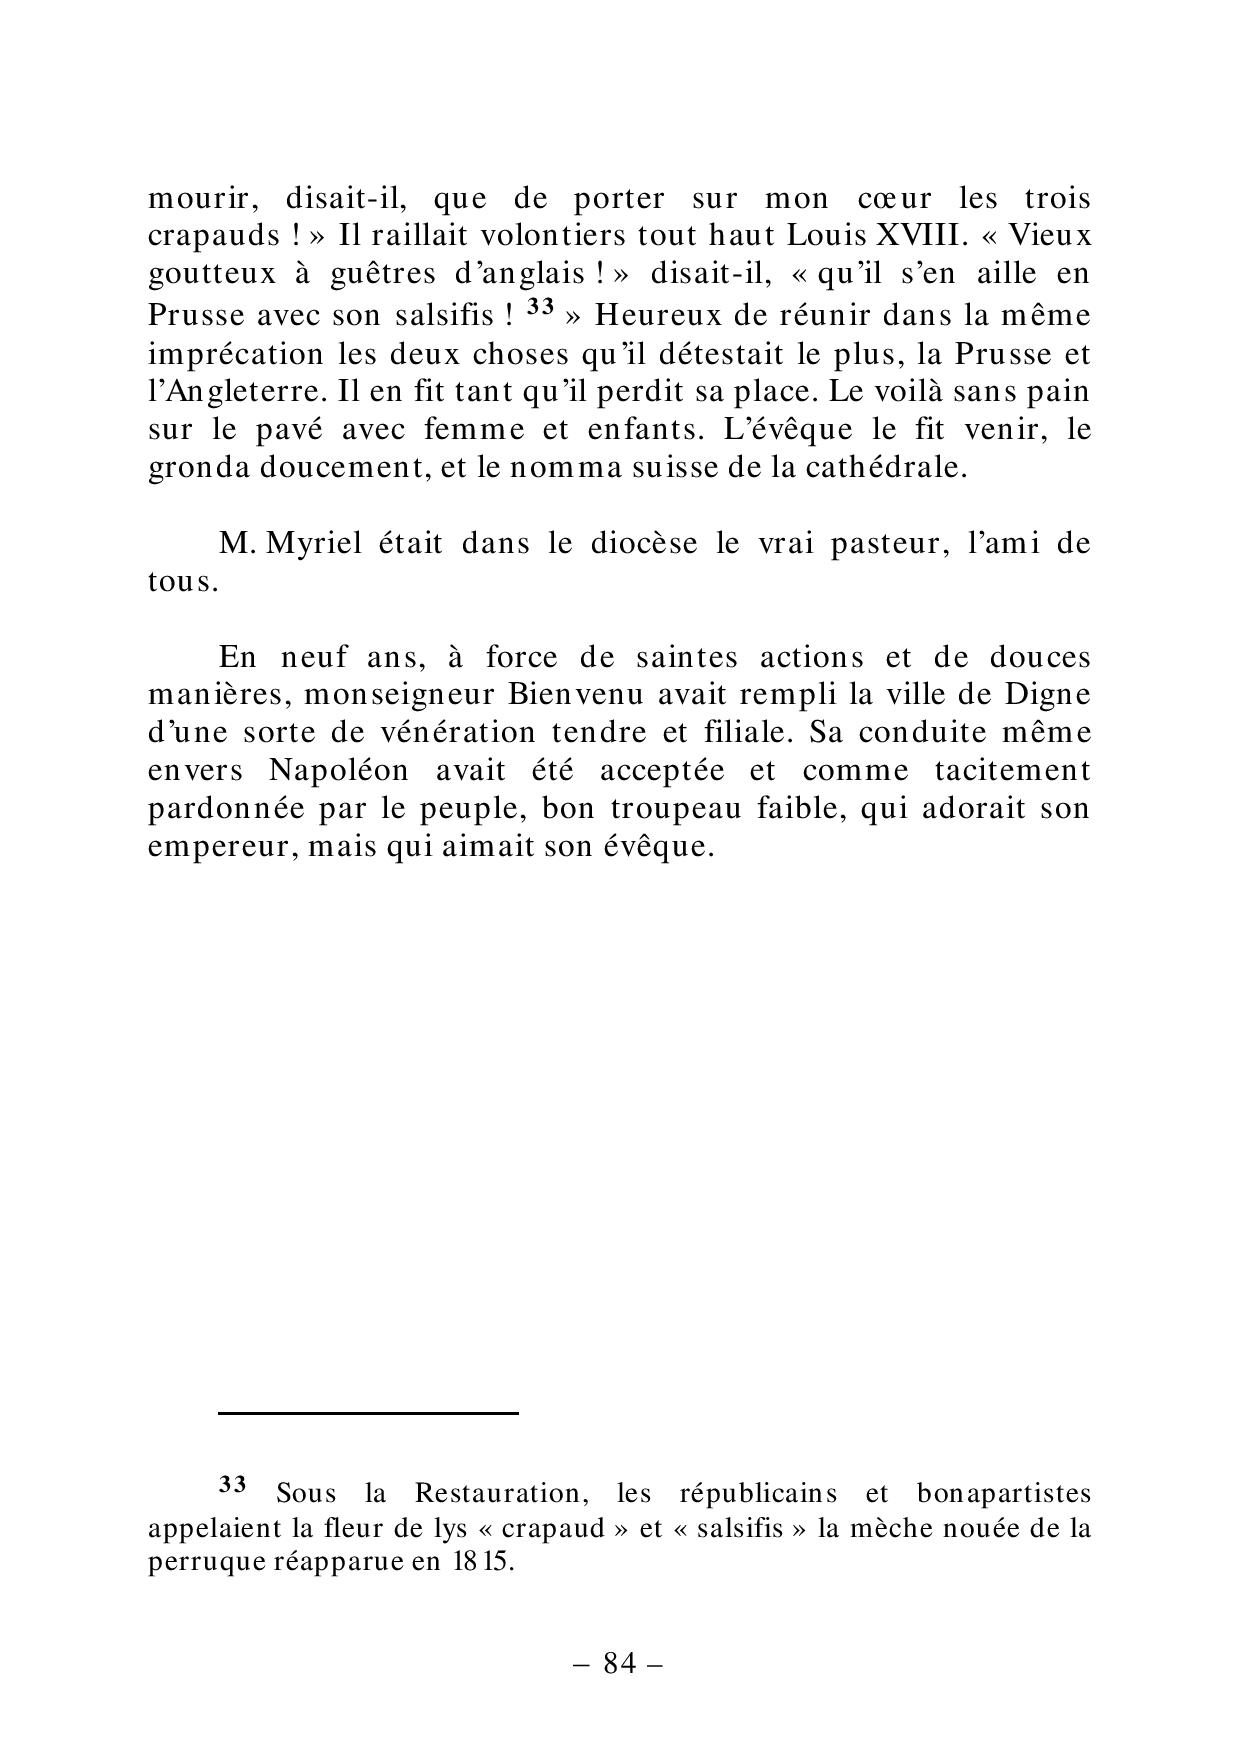 mourir, disait-il, que de porter sur mon cœur les trois
crapauds ! » Il raillait volontiers tout haut Louis XVIII. « Vieux
goutteux à guêtres d’anglais ! » disait-il, « qu’il s’en aille en
Prusse avec son salsifis ! 33 » Heureux de réunir dans la même
imprécation les deux choses qu’il détestait le plus, la Prusse et
l’Angleterre. Il en fit tant qu’il perdit sa place. Le voilà sans pain
sur le pavé avec femme et enfants. L’évêque le fit venir, le
gronda doucement, et le nomma suisse de la cathédrale.
M. Myriel était dans le diocèse le vrai pasteur, l’ami de
tous.
En neuf ans, à force de saintes actions et de douces
manières, monseigneur Bienvenu avait rempli la ville de Digne
d’une sorte de vénération tendre et filiale. Sa conduite même
envers Napoléon avait été acceptée et comme tacitement
pardonnée par le peuple, bon troupeau faible, qui adorait son
empereur, mais qui aimait son évêque.
33 Sous la Restauration, les républicains et bonapartistes
appelaient la fleur de lys « crapaud » et « salsifis » la mèche nouée de la
perruque réapparue en 1815.
– 84 –